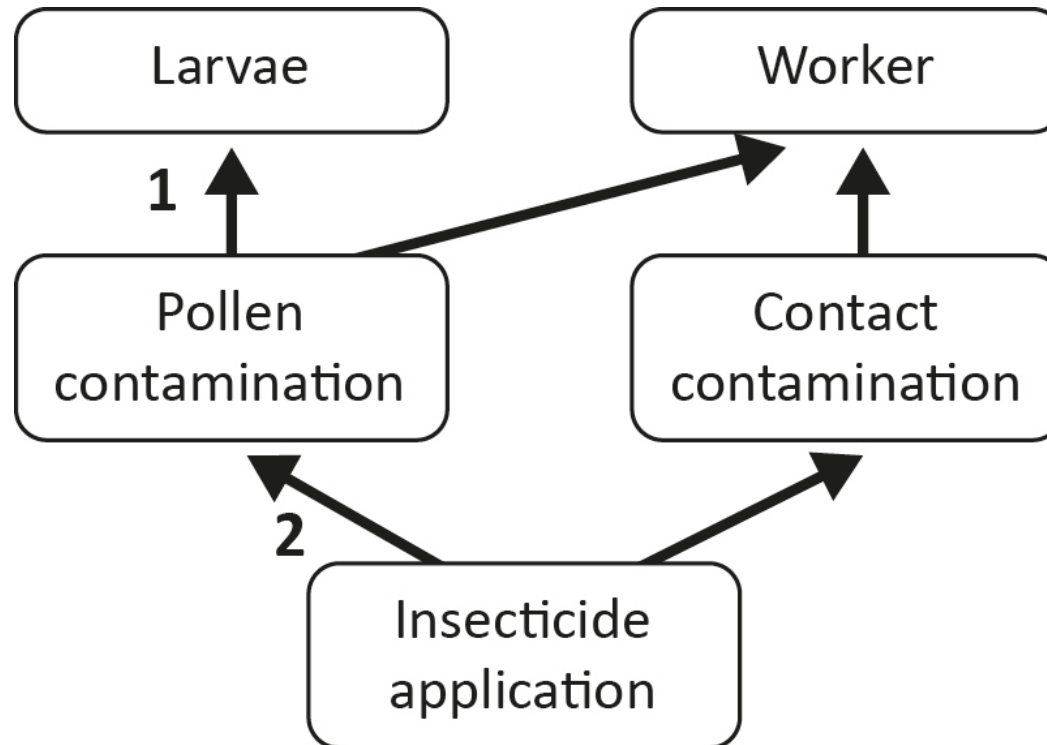 Larvae
Worker
1
Pollen
contamination
Contact
contamination
2
Insecticide
application